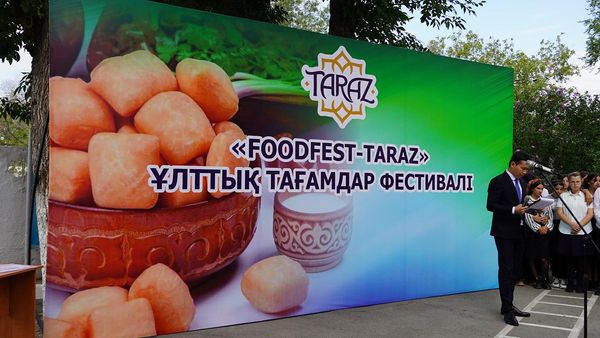 TARAZ
«FOODFEST-TARAZ»
ҰЛТТЫҚ ТАҒАМДАР ФЕСТИВАЛІ